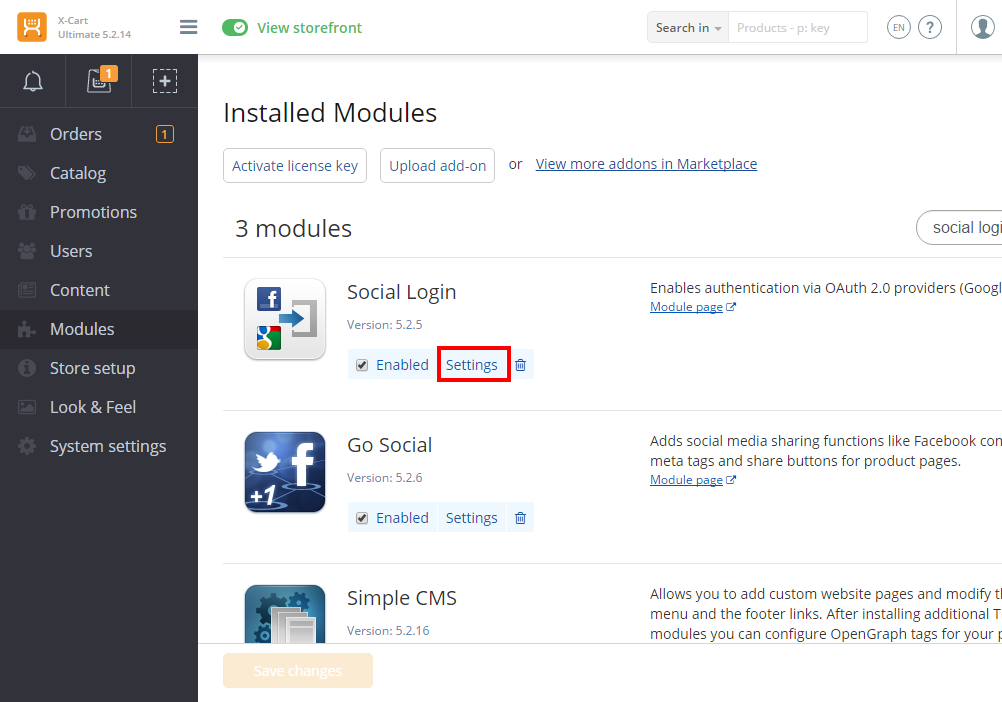 X-Cart
Ultimate 5.2.14
View storefront
Search in
Products - p: key
EN
?
1
Orders 1
Catalog
Promotions
Users
Content
Modules
Store setup
Look & Feel
System settings
Installed Modules
Activate license key Upload add-on or View more addons in Marketplace
3 modules
social logi
Social Login
Version: 5.2.5
Enabled Settings
Enables authentication via OAuth 2.0 providers (Googl
Module page
Go Social
Version: 5.2.6
Enabled Settings
Adds social media sharing functions like Facebook com
meta tags and share buttons for product pages.
Module page
+1
Simple CMS
Version: 5.2.16
Allows you to add custom website pages and modify th
menu and the footer links. After installing additional T
modules you can configure OpenGraph tags for your p
Save changes